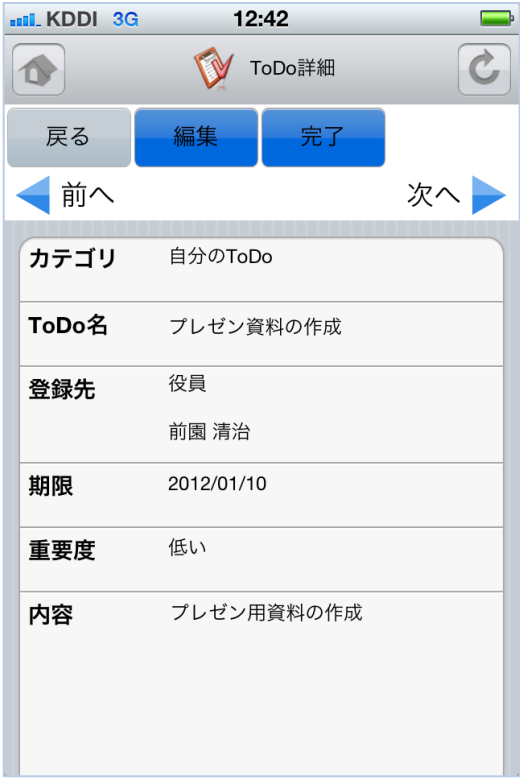 KDDI 3G 12:42
ToDo詳細
戻る 編集 完了
前へ 次へ
カテゴリ 自分のToDo
ToDo名 プレゼン資料の作成
登録先 役員
前園 清治
期限 2012/01/10
重要度 低い
内容 プレゼン用資料の作成